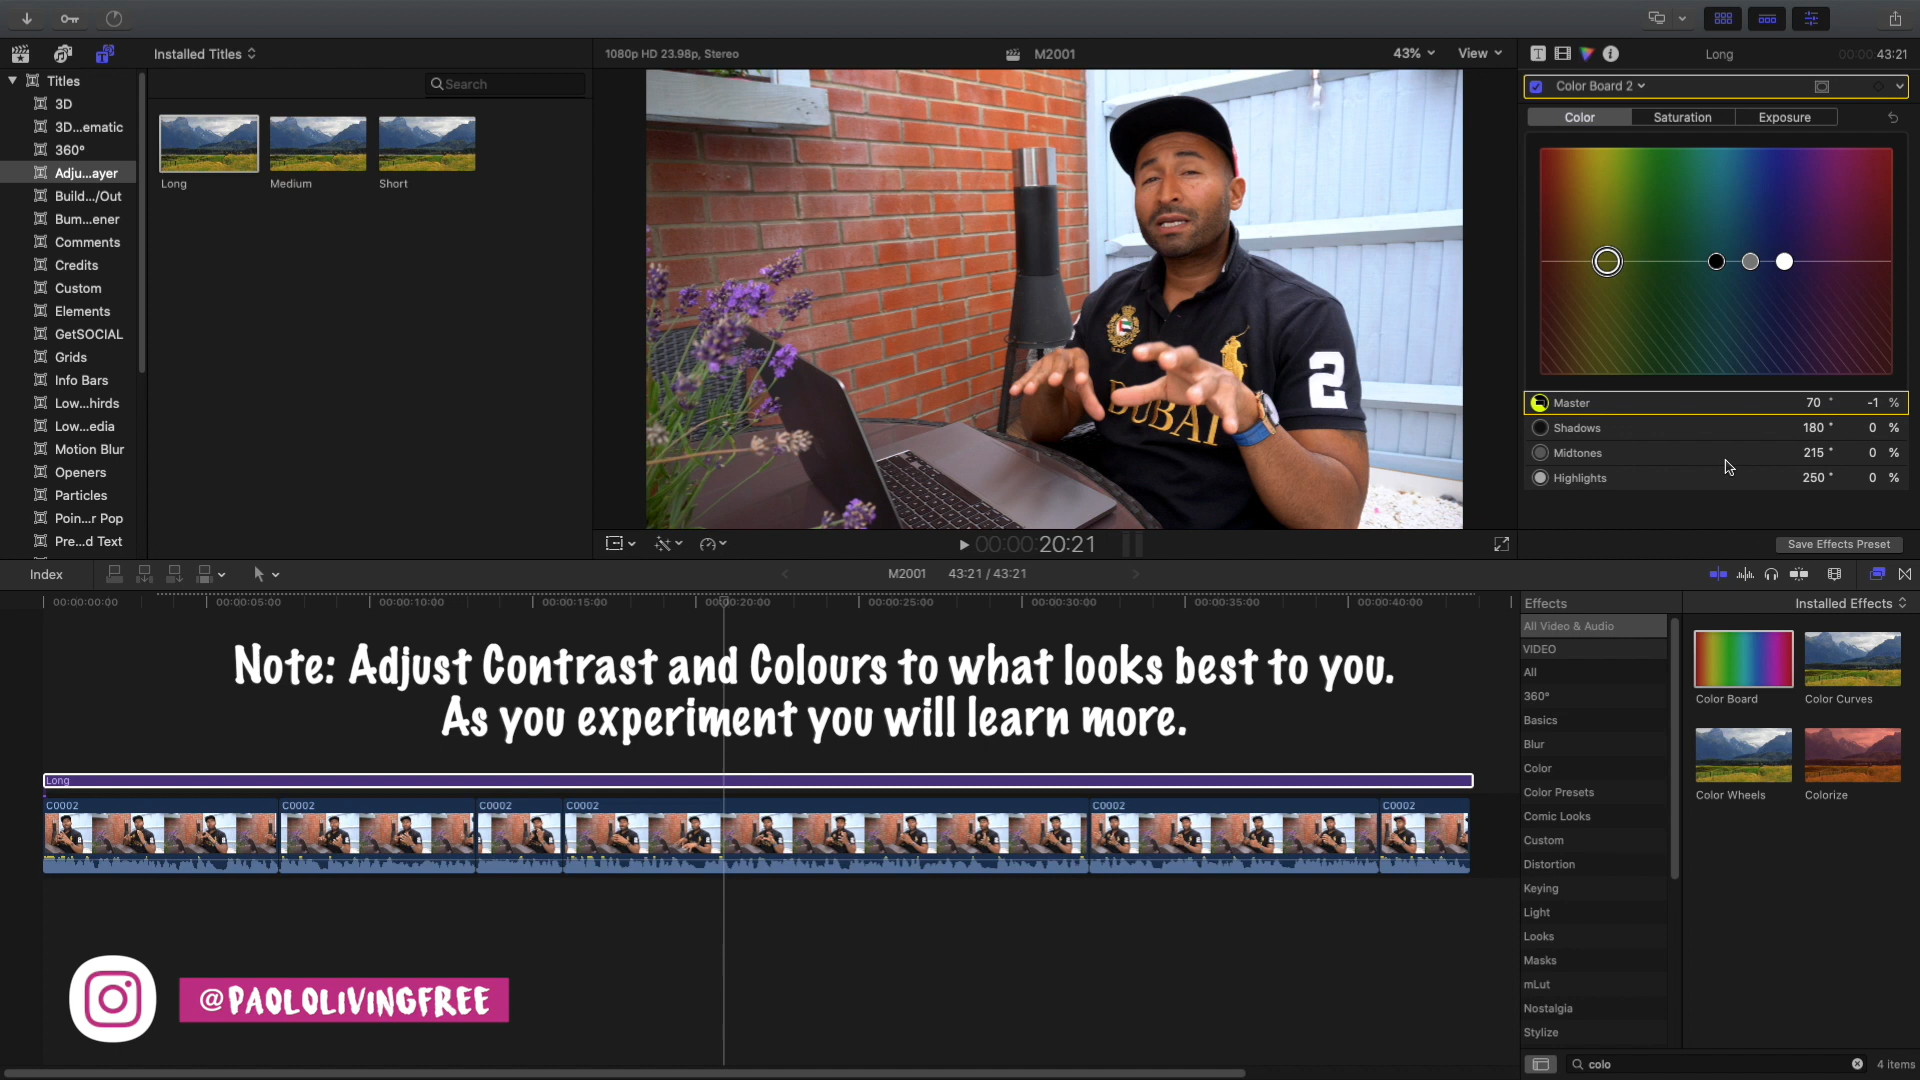 Installed Titles
1080p HD 23.98p, Stereo
M2001
43%
View
Long
00:00:43:21
Titles
Search
3D
3D...ematic
360°
Adju...ayer
Build.../Out
Bum...ener
Comments
Credits
Custom
Elements
GetSOCIAL
Grids
Info Bars
Low...hirds
Low...edia
Motion Blur
Openers
Particles
Poin...r Pop
Pre...d Text
Long
Medium
Short
DUBAI
2
Color Board 2
Color
Saturation
Exposure
Master 70 ° -1 %
Shadows 180 ° 0 %
Midtones 215 ° 0 %
Highlights 250 ° 0 %
Save Effects Preset
00:00:20:21
Index
M2001 43:21 / 43:21
00:00:00:00
00:00:05:00
00:00:10:00
00:00:15:00
00:00:20:00
00:00:25:00
00:00:30:00
00:00:35:00
00:00:40:00
Note: Adjust Contrast and Colours to what looks best to you.
As you experiment you will learn more.
Long
C0002
C0002
C0002
C0002
C0002
C0002
@PAOLOLIVINGFREE
Effects
Installed Effects
All Video & Audio
VIDEO
All
360°
Basics
Blur
Color
Color Presets
Comic Looks
Custom
Distortion
Keying
Light
Looks
Masks
mLut
Nostalgia
Stylize
Color Board
Color Curves
Color Wheels
Colorize
colo
4 items